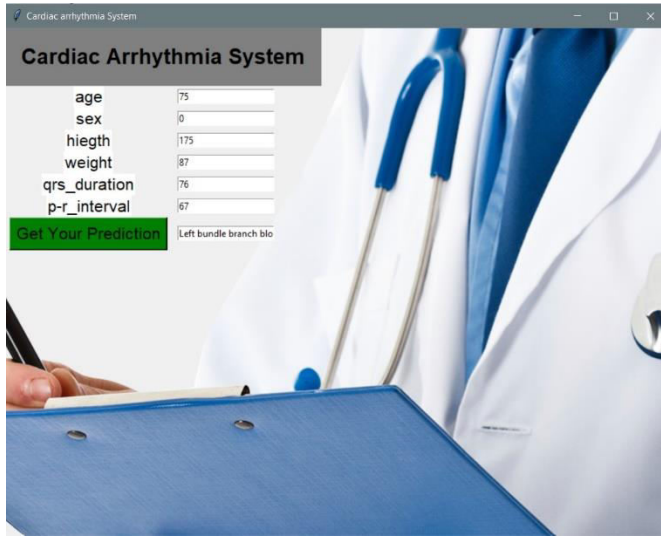 Cardiac arrhythmia System
Cardiac Arrhythmia System
age 75
sex 0
hiegth 175
weight 87
qrs_duration 76
p-r_interval 67
Get Your Prediction Left bundle branch blo